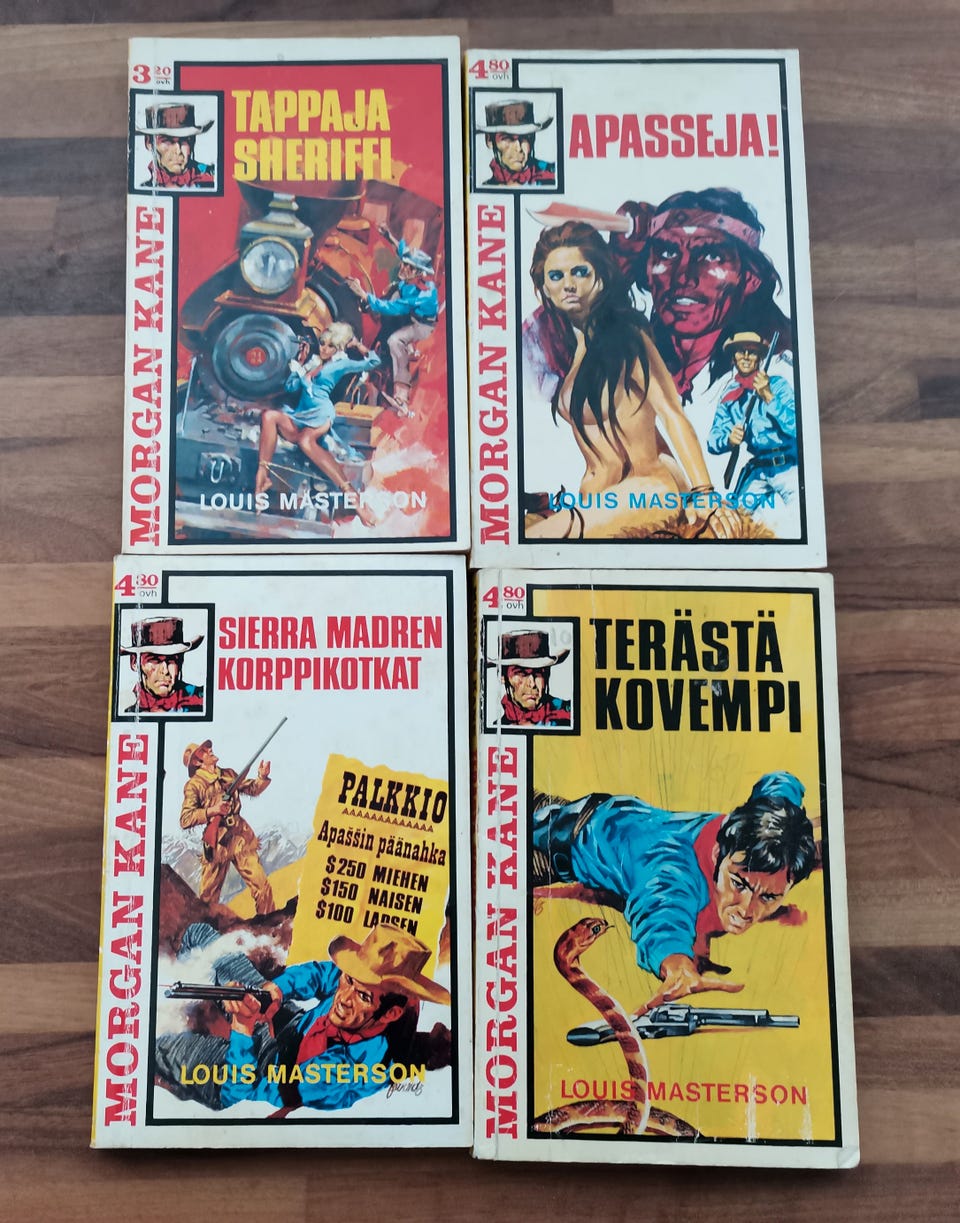 3 20
ovh
TAPPAJA
SHERIFFI
MORGAN KANE
LOUIS MASTERSON
4 80
ovh
APASSEJA!
MORGAN KANE
LOUIS MASTERSON
4 80
ovh
SIERRA MADREN
KORPPIKOTKAT
MORGAN KANE
PALKKIO
Apassin päänahka
$250 MIEHEN
$150 NAISEN
$100 LAPSEN
LOUIS MASTERSON
4 80
ovh
TERÄSTÄ
KOVEMPI
MORGAN KANE
LOUIS MASTERSON